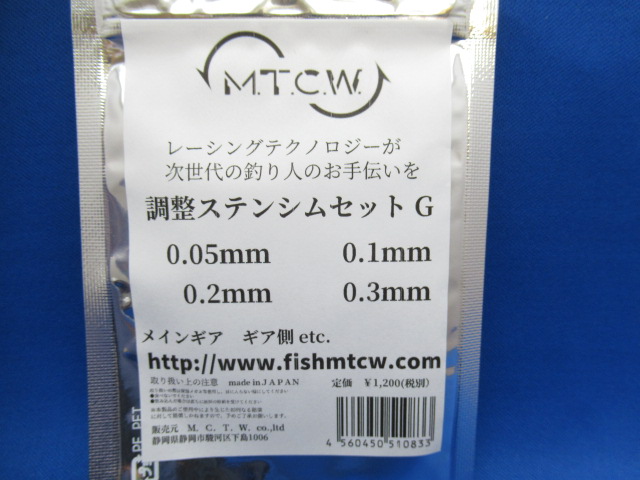 M.T.C.W.
レーシングテクノロジーが
次世代の釣り人のお手伝いを
調整ステンシムセット G
0.05mm 0.1mm
0.2mm 0.3mm
メインギア ギア側 etc.
http://www.fishmtcw.com
取り扱い上の注意 made in JAPAN 定価 ¥1,200(税別)
販売元 M. C. T. W. co.,ltd
静岡県静岡市駿河区下島1006
4 560450 510833
PE, PET